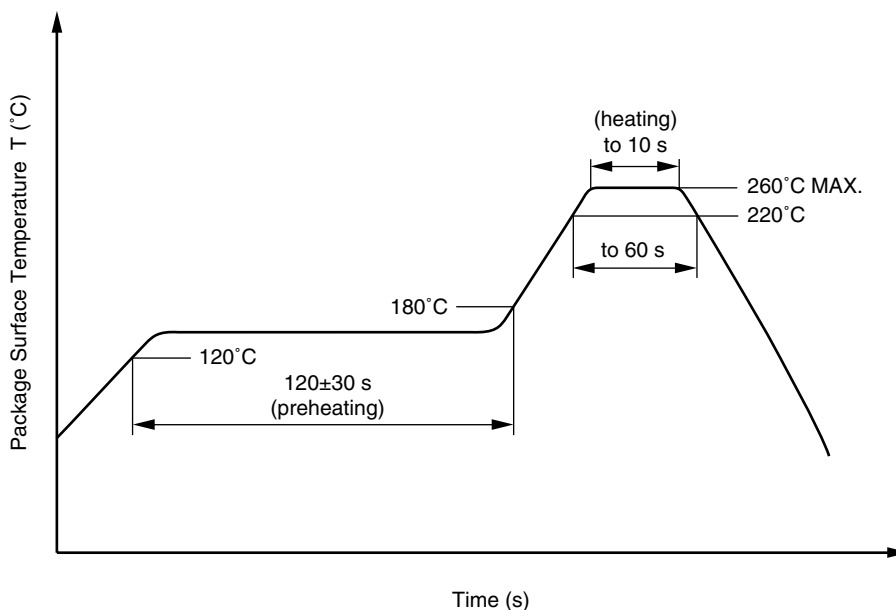 Package Surface Temperature T (˚C)
(heating)
to 10 s
260˚C MAX.
220˚C
to 60 s
180˚C
120˚C
120±30 s
(preheating)
Time (s)